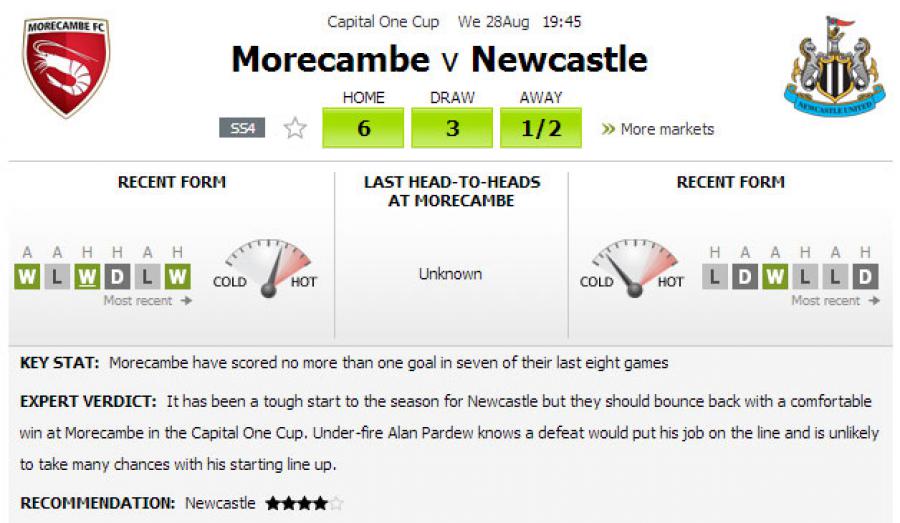 MORECAMBE FC
Capital One Cup We 28Aug 19:45
Morecambe v Newcastle
NEWCASTLE UNITED
HOME DRAW AWAY
SS4 6 3 1/2 More markets
RECENT FORM
LAST HEAD-TO-HEADS
AT MORECAMBE
RECENT FORM
A A H H A H
W L W D L W
COLD HOT
Most recent
Unknown
COLD HOT
H A A H A H
L D W L L D
Most recent
KEY STAT: Morecambe have scored no more than one goal in seven of their last eight games
EXPERT VERDICT: It has been a tough start to the season for Newcastle but they should bounce back with a comfortable
win at Morecambe in the Capital One Cup. Under-fire Alan Pardew knows a defeat would put his job on the line and is unlikely
to take many chances with his starting line up.
RECOMMENDATION: Newcastle